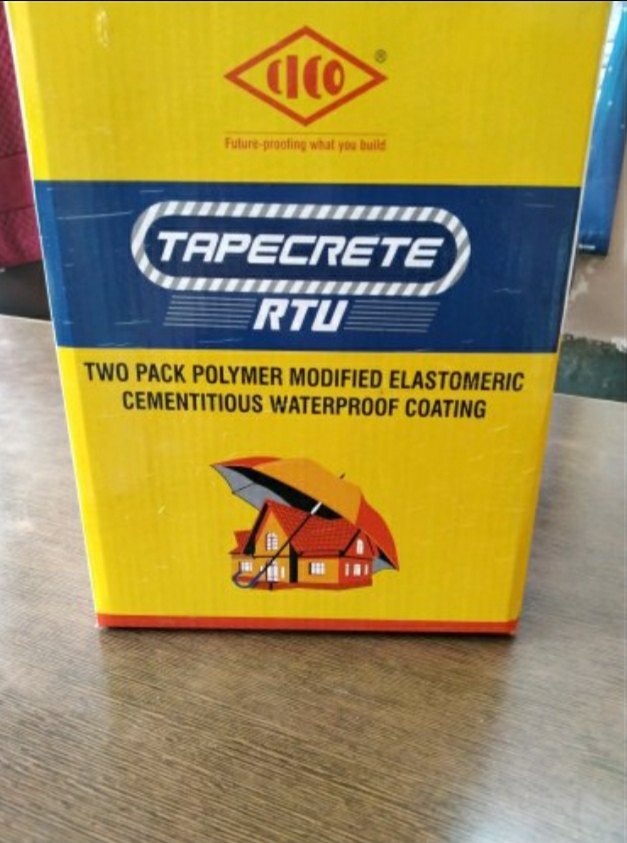 CICO ®
Future-proofing what you build
TAPECRETE
RTU
TWO PACK POLYMER MODIFIED ELASTOMERIC
CEMENTITIOUS WATERPROOF COATING